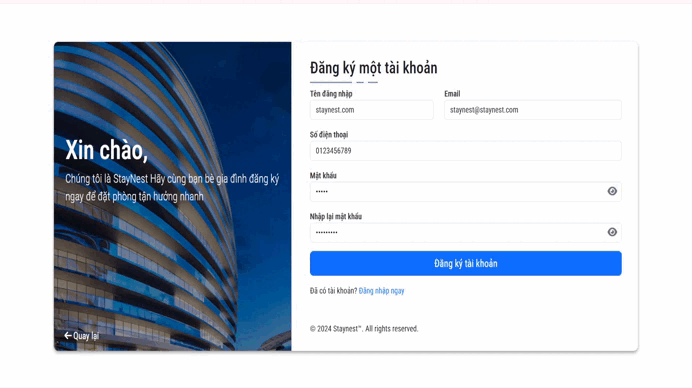 Đăng ký một tài khoản
Tên đăng nhập
Email
staynest.com
staynest@staynest.com
Số điện thoại
0123456789
Mật khẩu
•••••
Nhập lại mật khẩu
•••••••••
Đăng ký tài khoản
Đã có tài khoản? Đăng nhập ngay
© 2024 Staynest™. All rights reserved.
Xin chào,
Chúng tôi là StayNest Hãy cùng bạn bè gia đình đăng ký
ngay để đặt phòng tận hưởng nhanh
Quay lại